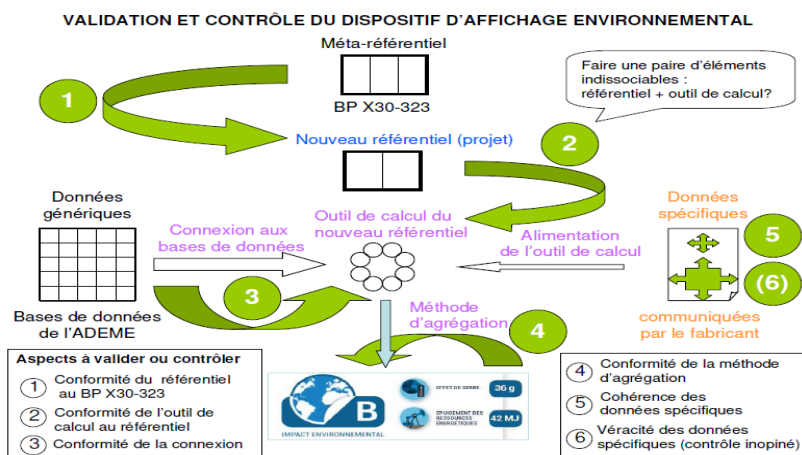 VALIDATION ET CONTRÔLE DU DISPOSITIF D'AFFICHAGE ENVIRONNEMENTAL
Méta-référentiel
BP X30-323
1
Faire une paire d'éléments
indissociables :
référentiel + outil de calcul?
Nouveau référentiel (projet)
2
Données
génériques
Connexion aux
bases de données
Outil de calcul du
nouveau référentiel
Alimentation
de l'outil de calcul
Données
spécifiques
5
(6)
3
Bases de données
de l'ADEME
Méthode
d'agrégation
4
communiquées
par le fabricant
Aspects à valider ou contrôler
1 Conformité du référentiel
au BP X30-323
2 Conformité de l'outil de
calcul au référentiel
3 Conformité de la connexion
B
IMPACT ENVIRONNEMENTAL
EFFET DE SERRE
36 g
ÉPUISEMENT DES
RESSOURCES
ENERGETIQUES
42 MJ
4 Conformité de la méthode
d'agrégation
5 Cohérence des
données spécifiques
6 Véracité des données
spécifiques (contrôle inopiné)